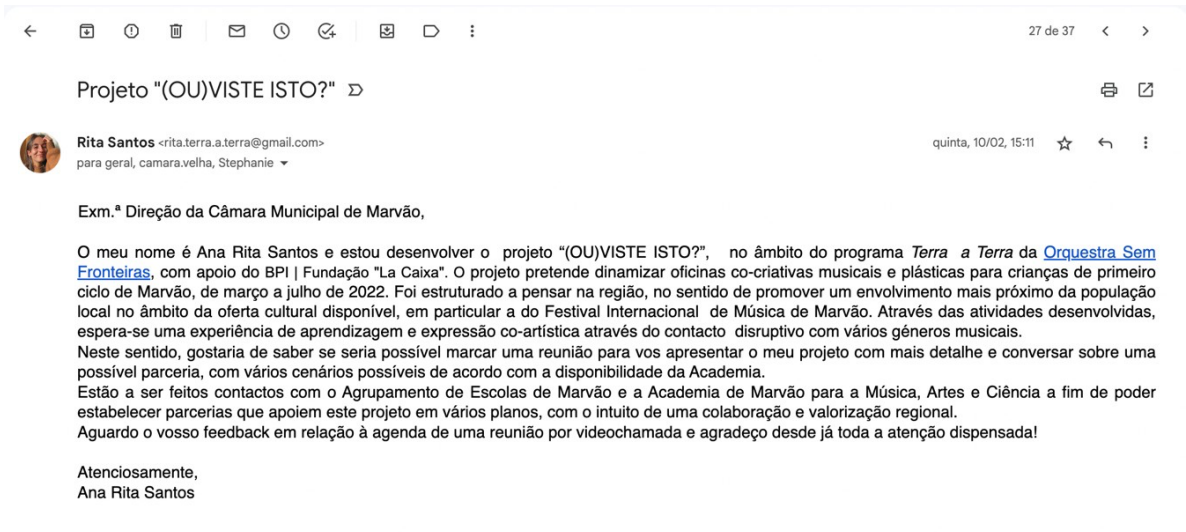 27 de 37
Projeto "(OU)VISTE ISTO?"
Rita Santos <rita.terra.a.terra@gmail.com>
quinta, 10/02, 15:11
para geral, camara.velha, Stephanie
Exm.ª Direção da Câmara Municipal de Marvão,
O meu nome é Ana Rita Santos e estou desenvolver o projeto “(OU)VISTE ISTO?”, no âmbito do programa Terra a Terra da Orquestra Sem
Fronteiras, com apoio do BPI | Fundação "La Caixa". O projeto pretende dinamizar oficinas co-criativas musicais e plásticas para crianças de primeiro
ciclo de Marvão, de março a julho de 2022. Foi estruturado a pensar na região, no sentido de promover um envolvimento mais próximo da população
local no âmbito da oferta cultural disponível, em particular a do Festival Internacional de Música de Marvão. Através das atividades desenvolvidas,
espera-se uma experiência de aprendizagem e expressão co-artística através do contacto disruptivo com vários géneros musicais.
Neste sentido, gostaria de saber se seria possível marcar uma reunião para vos apresentar o meu projeto com mais detalhe e conversar sobre uma
possível parceria, com vários cenários possíveis de acordo com a disponibilidade da Academia.
Estão a ser feitos contactos com o Agrupamento de Escolas de Marvão e a Academia de Marvão para a Música, Artes e Ciência a fim de poder
estabelecer parcerias que apoiem este projeto em vários planos, com o intuito de uma colaboração e valorização regional.
Aguardo o vosso feedback em relação à agenda de uma reunião por videochamada e agradeço desde já toda a atenção dispensada!
Atenciosamente,
Ana Rita Santos